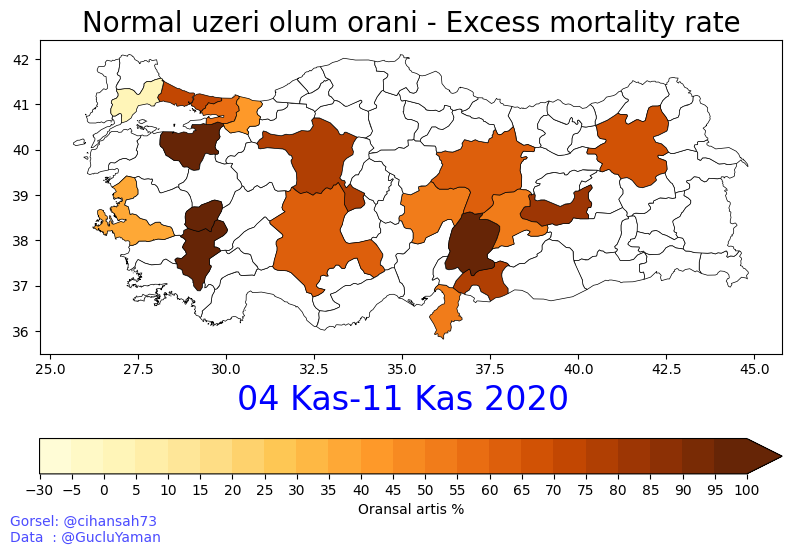 Normal uzeri olum orani - Excess mortality rate
42
41
40
39
38
37
36
25.0 27.5 30.0 32.5 35.0 37.5 40.0 42.5 45.0
04 Kas-11 Kas 2020
−30 −5 0 5 10 15 20 25 30 35 40 45 50 55 60 65 70 75 80 85 90 95 100
Oransal artis %
Gorsel: @cihansah73
Data : @GucluYaman